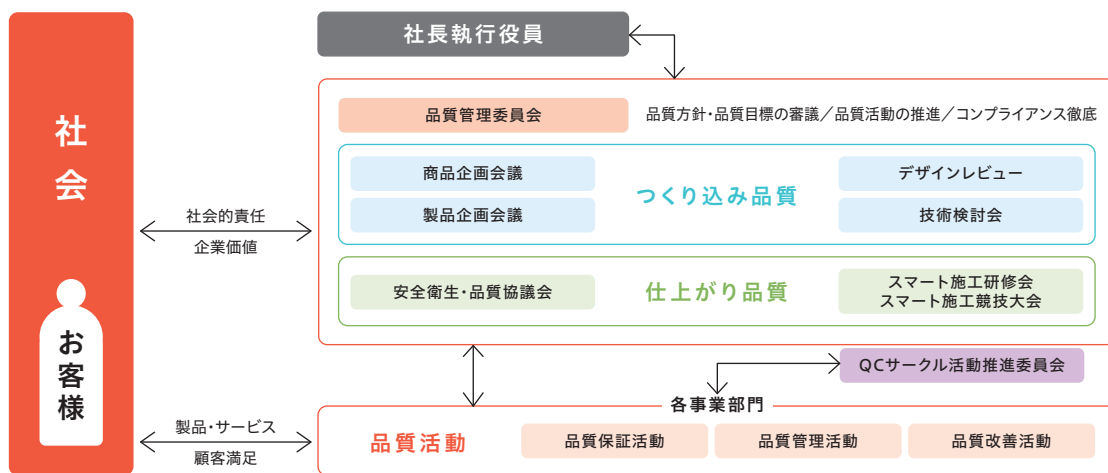 社会
お客様
社会的責任
企業価値
製品・サービス
顧客満足
社長執行役員
品質管理委員会
品質方針・品質目標の審議／品質活動の推進／コンプライアンス徹底
商品企画会議
製品企画会議
つくり込み品質
デザインレビュー
技術検討会
安全衛生・品質協議会
仕上がり品質
スマート施工研修会
スマート施工競技大会
QCサークル活動推進委員会
各事業部門
品質活動
品質保証活動
品質管理活動
品質改善活動